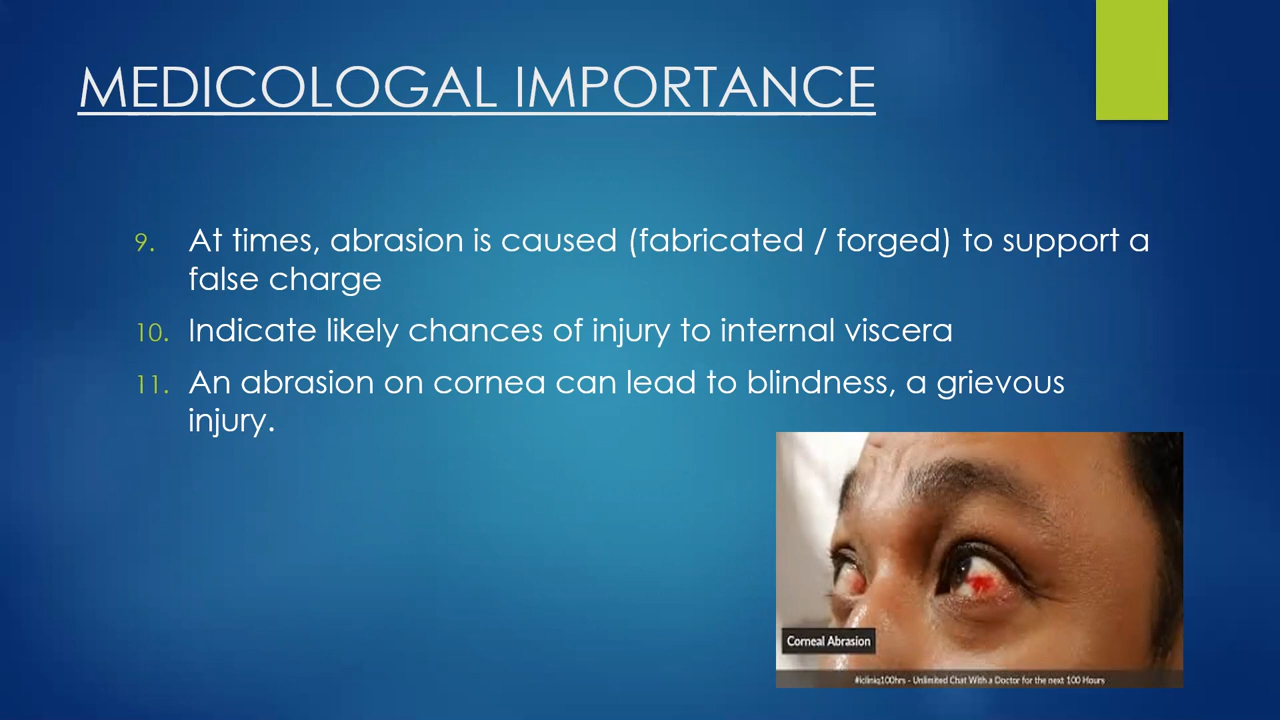 MEDICOLOGAL IMPORTANCE
9. At times, abrasion is caused (fabricated / forged) to support a
false charge
10. Indicate likely chances of injury to internal viscera
11. An abrasion on cornea can lead to blindness, a grievous
injury.
Corneal Abrasion
#icliniq100hrs - Unlimited Chat With a Doctor for the next 100 Hours